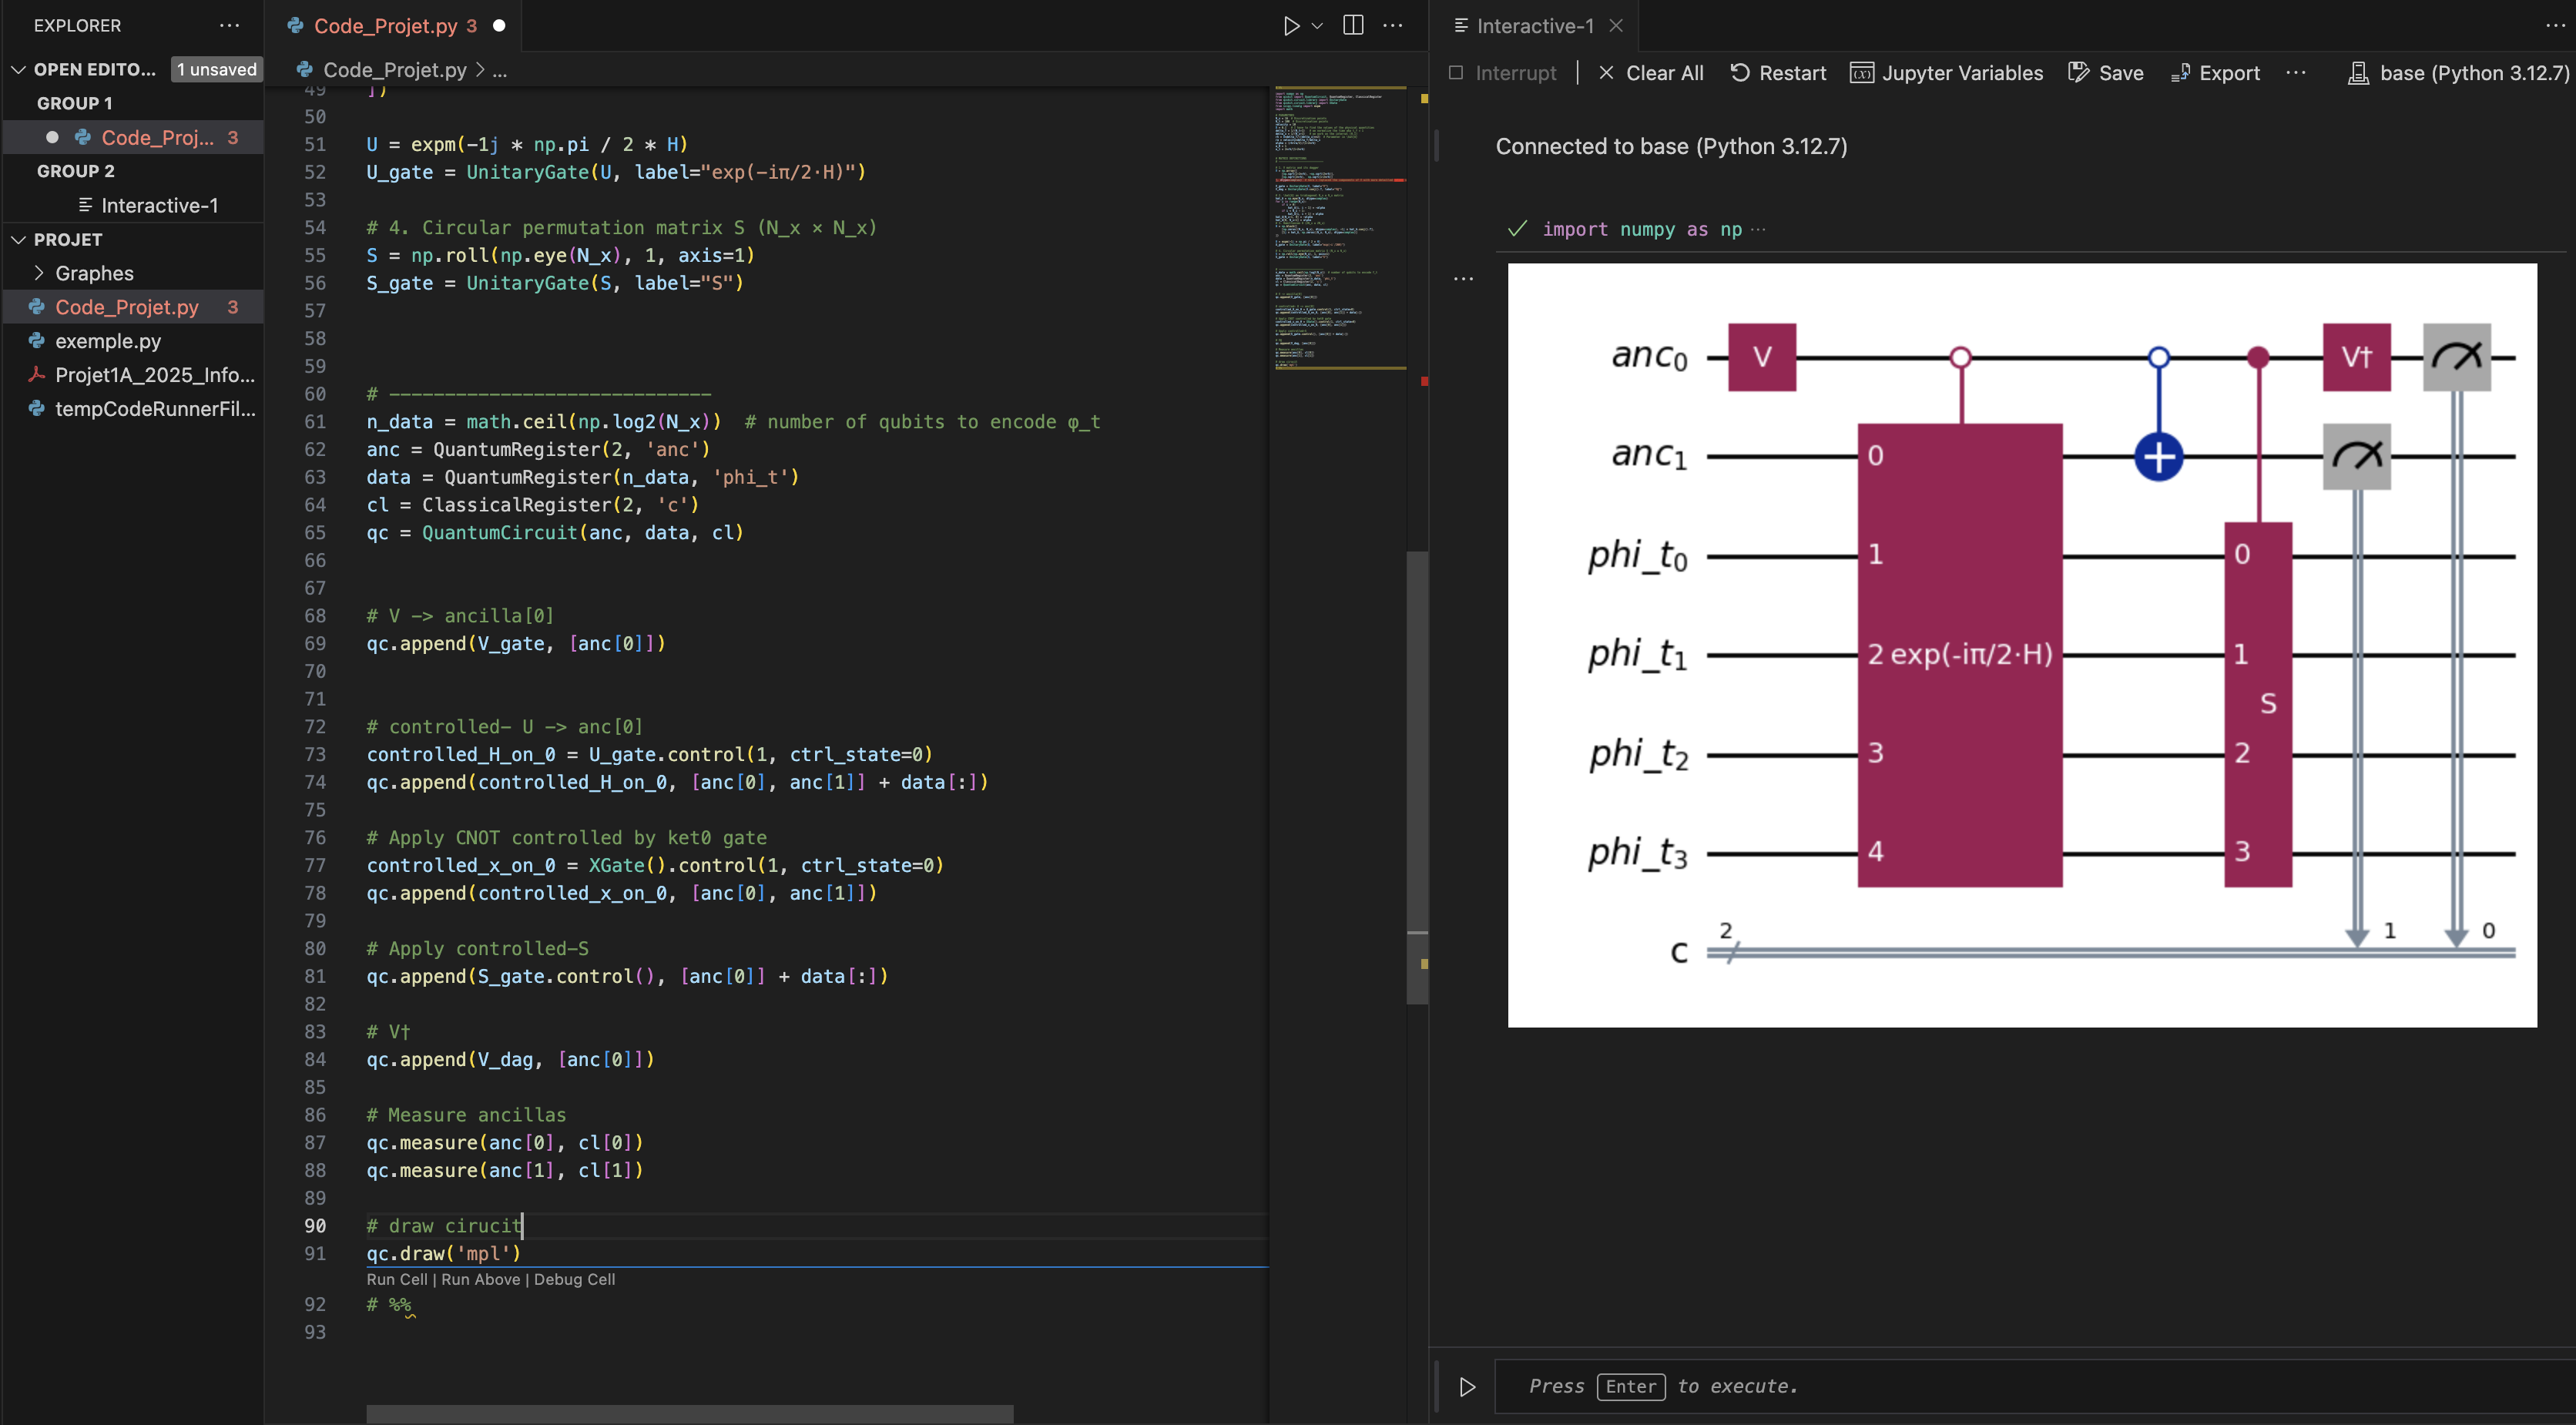 EXPLORER
OPEN EDITO... 1 unsaved
GROUP 1
Code_Proj... 3
GROUP 2
Interactive-1
PROJET
Graphes
Code_Projet.py 3
exemple.py
Projet1A_2025_Info...
tempCodeRunnerFil...
Code_Projet.py 3
Code_Projet.py > ...
49 ])
50
51 U = expm(-1j * np.pi / 2 * H)
52 U_gate = UnitaryGate(U, label="exp(−iπ/2·H)")
53
54 # 4. Circular permutation matrix S (N_x × N_x)
55 S = np.roll(np.eye(N_x), 1, axis=1)
56 S_gate = UnitaryGate(S, label="S")
57
58
59
60 # −−−−−−−−−−−−−−−−−−−−−−−−−−−−−
61 n_data = math.ceil(np.log2(N_x))  # number of qubits to encode φ_t
62 anc = QuantumRegister(2, 'anc')
63 data = QuantumRegister(n_data, 'phi_t')
64 cl = ClassicalRegister(2, 'c')
65 qc = QuantumCircuit(anc, data, cl)
66
67
68 # V −> ancilla[0]
69 qc.append(V_gate, [anc[0]])
70
71
72 # controlled− U −> anc[0]
73 controlled_H_on_0 = U_gate.control(1, ctrl_state=0)
74 qc.append(controlled_H_on_0, [anc[0], anc[1]] + data[:])
75
76 # Apply CNOT controlled by ket0 gate
77 controlled_x_on_0 = XGate().control(1, ctrl_state=0)
78 qc.append(controlled_x_on_0, [anc[0], anc[1]])
79
80 # Apply controlled−S
81 qc.append(S_gate.control(), [anc[0]] + data[:])
82
83 # V†
84 qc.append(V_dag, [anc[0]])
85
86 # Measure ancillas
87 qc.measure(anc[0], cl[0])
88 qc.measure(anc[1], cl[1])
89
90 # draw cirucit
91 qc.draw('mpl')
Run Cell | Run Above | Debug Cell
92 # %%
93
Interactive-1
Interrupt | Clear All Restart Jupyter Variables Save Export ... base (Python 3.12.7)
Connected to base (Python 3.12.7)
import numpy as np ...
anc0 V V†
anc1 0
phi_t0 1 0
phi_t1 2 exp(-iπ/2·H) 1
S
phi_t2 3 2
phi_t3 4 3
2 1 0
c
Press Enter to execute.